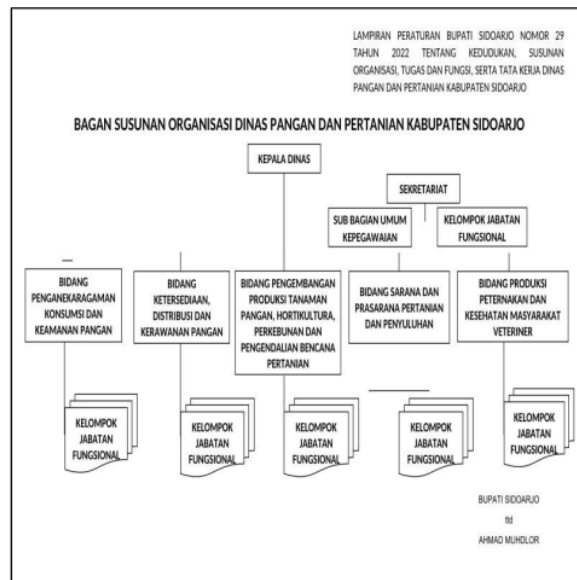 LAMPIRAN PERATURAN BUPATI SIDOARJO NOMOR 29
TAHUN 2022 TENTANG KEDUDUKAN, SUSUNAN
ORGANISASI, TUGAS DAN FUNGSI, SERTA TATA KERJA DINAS
PANGAN DAN PERTANIAN KABUPATEN SIDOARJO
BAGAN SUSUNAN ORGANISASI DINAS PANGAN DAN PERTANIAN KABUPATEN SIDOARJO
KEPALA DINAS
SEKRETARIAT
SUB BAGIAN UMUM
KEPEGAWAIAN
KELOMPOK JABATAN
FUNGSIONAL
BIDANG
PENGANEKARAGAMAN
KONSUMSI DAN
KEAMANAN PANGAN
BIDANG
KETERSEDIAAN,
DISTRIBUSI DAN
KERAWANAN PANGAN
BIDANG PENGEMBANGAN
PRODUKSI TANAMAN
PANGAN, HORTIKULTURA,
PERKEBUNAN DAN
PENGENDALIAN BENCANA
PERTANIAN
BIDANG SARANA DAN
PRASARANA PERTANIAN
DAN PENYULUHAN
BIDANG PRODUKSI
PETERNAKAN DAN
KESEHATAN MASYARAKAT
VETERINER
KELOMPOK
JABATAN
FUNGSIONAL
KELOMPOK
JABATAN
FUNGSIONAL
KELOMPOK
JABATAN
FUNGSIONAL
KELOMPOK
JABATAN
FUNGSIONAL
KELOMPOK
JABATAN
FUNGSIONAL
BUPATI SIDOARJO
ttd
AHMAD MUHDLOR